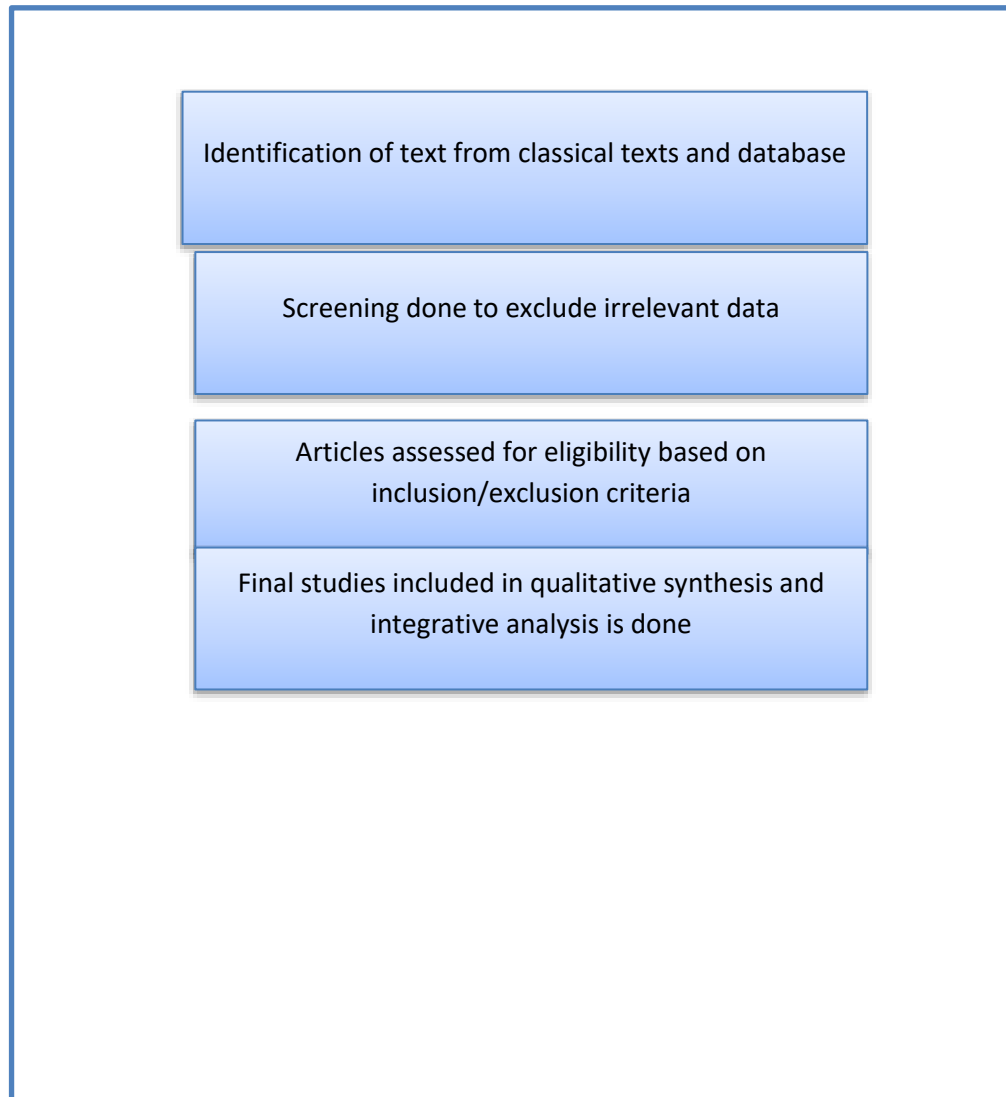 Identification of text from classical texts and database
Screening done to exclude irrelevant data
Articles assessed for eligibility based on
inclusion/exclusion criteria
Final studies included in qualitative synthesis and
integrative analysis is done